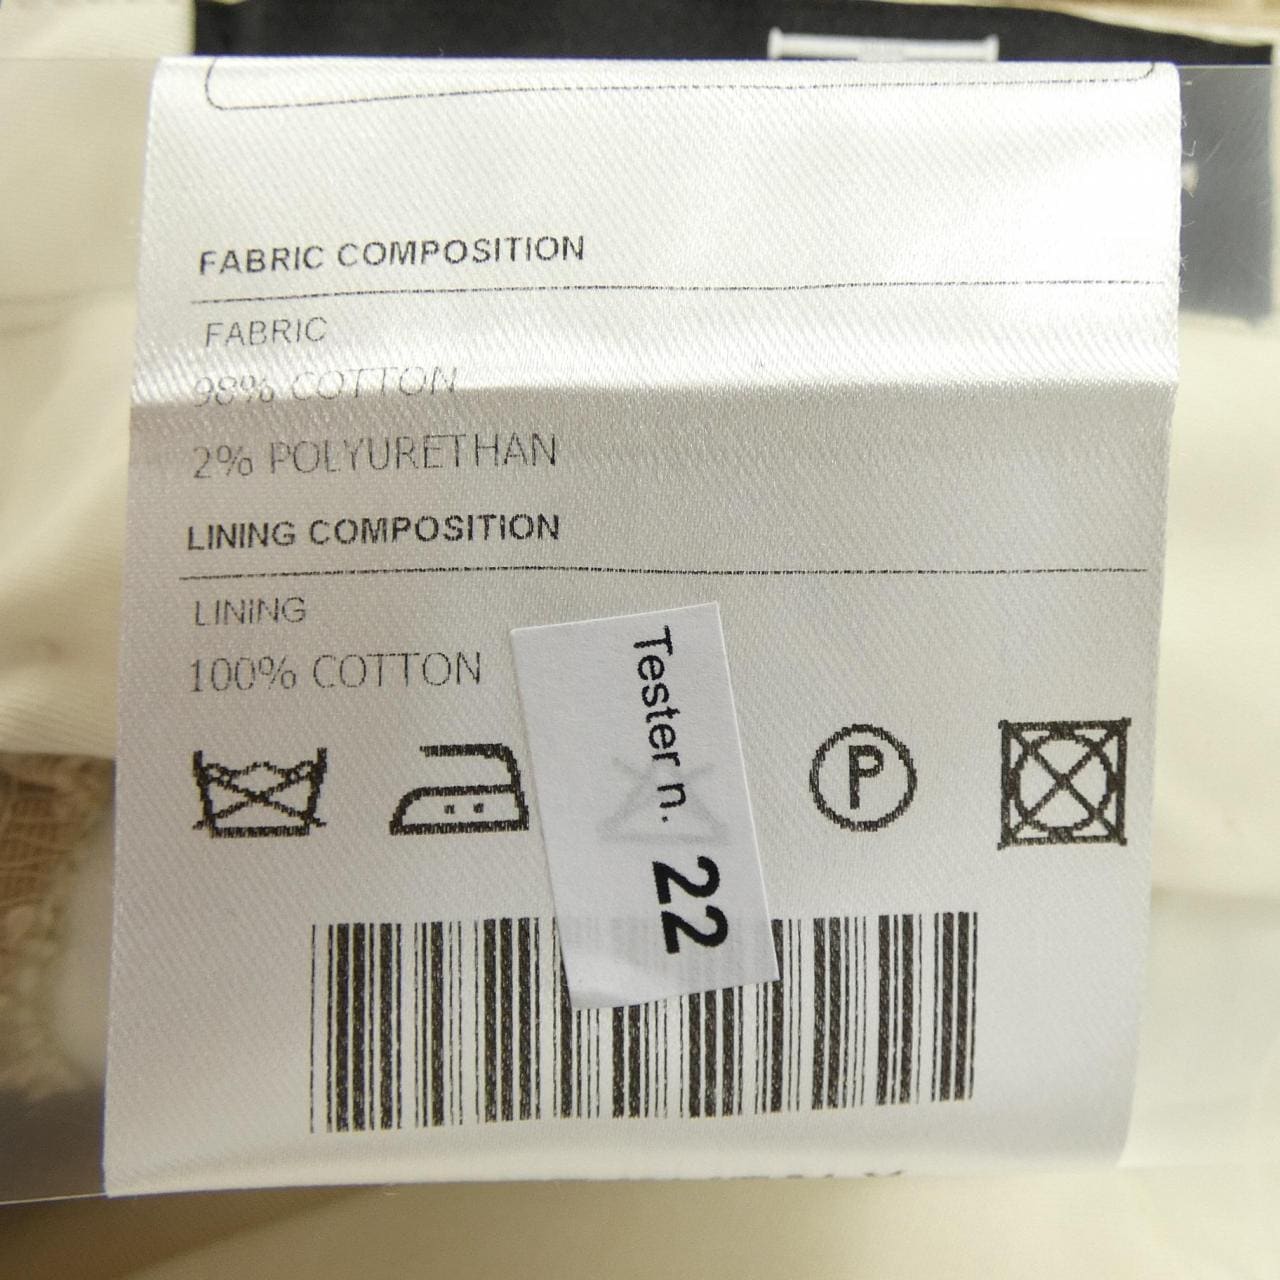 FABRIC COMPOSITION
FABRIC
98% COTTON
2% POLYURETHAN
LINING COMPOSITION
LINING
100% COTTON
Tester n. 22
P